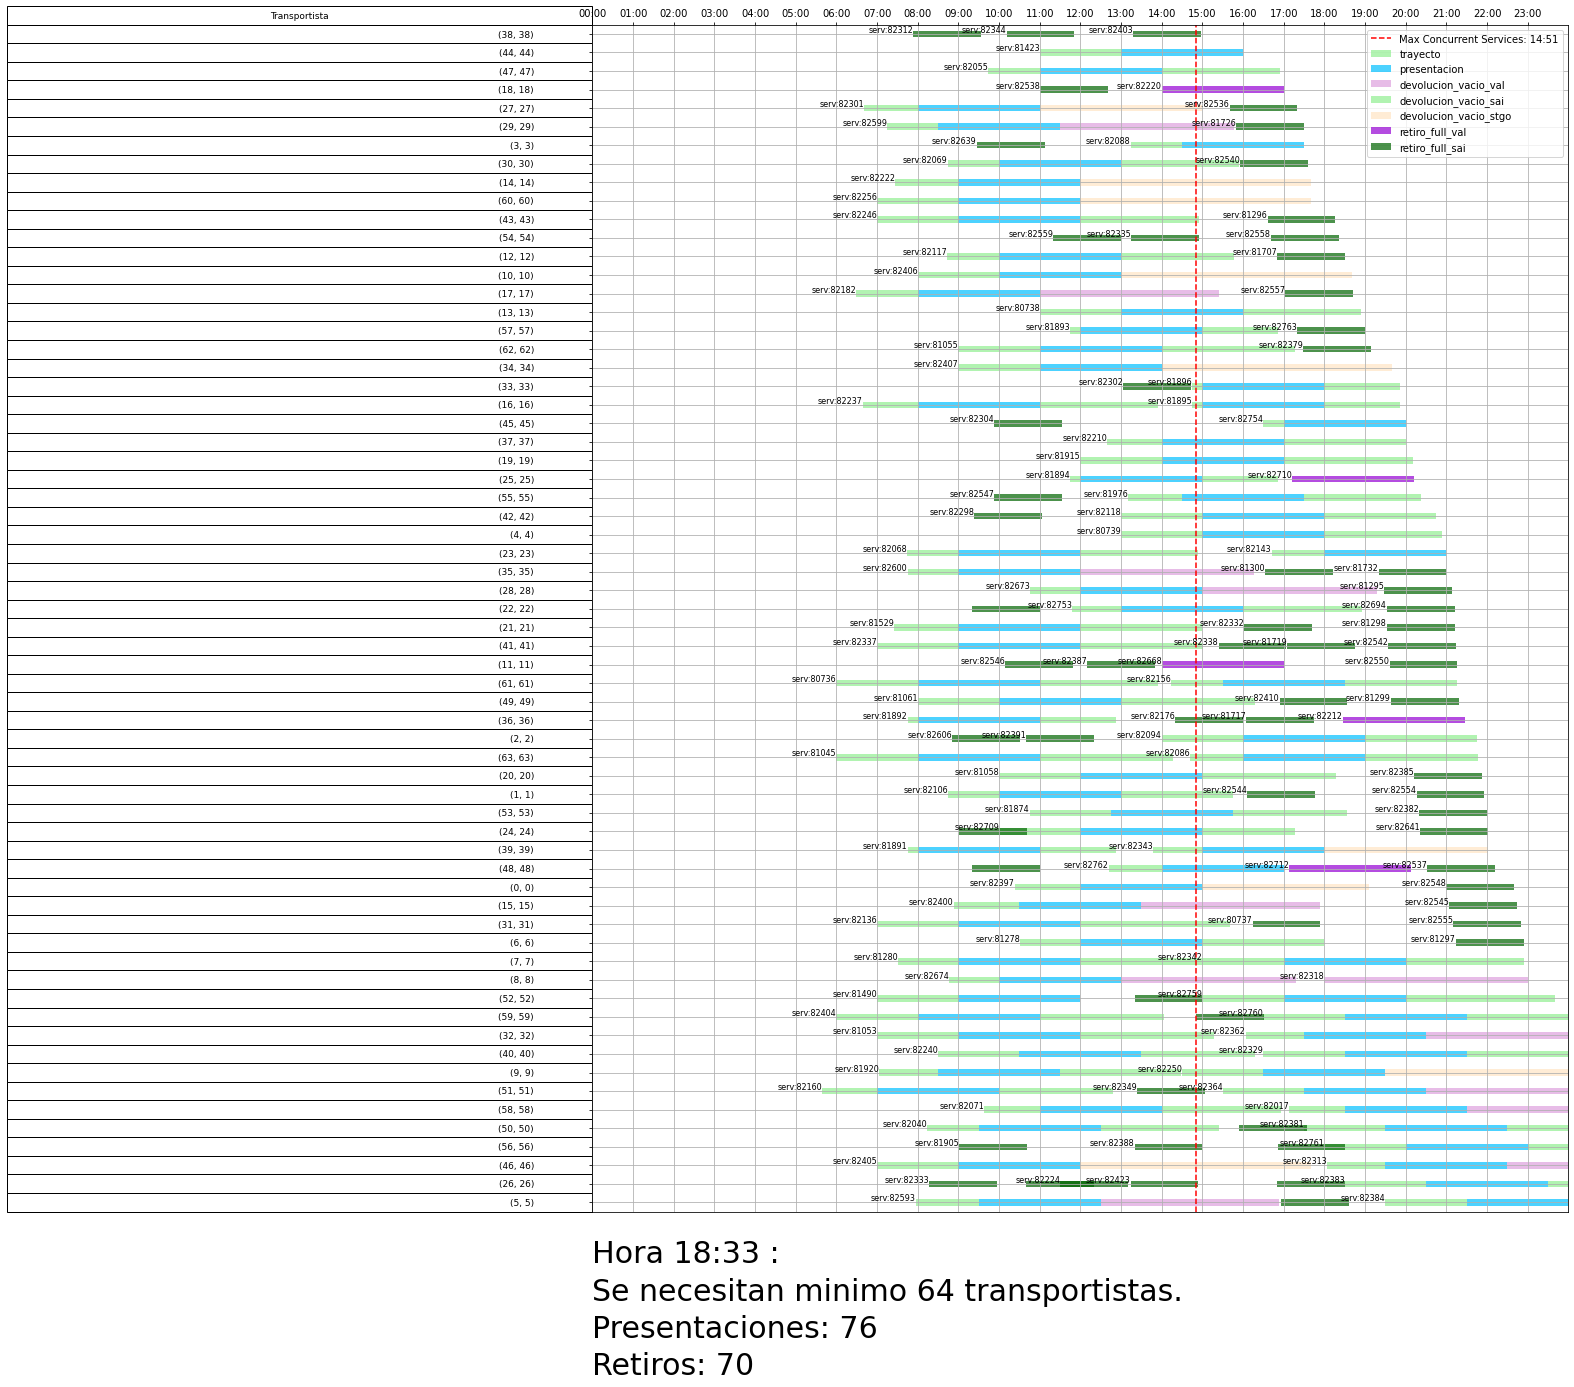 Transportista
00:00 01:00 02:00 03:00 04:00 05:00 06:00 07:00 08:00 09:00 10:00 11:00 12:00 13:00 14:00 15:00 16:00 17:00 18:00 19:00 20:00 21:00 22:00 23:00
Max Concurrent Services: 14:51
trayecto
presentacion
devolucion_vacio_val
devolucion_vacio_sai
devolucion_vacio_stgo
retiro_full_val
retiro_full_sai
(38, 38) serv:82312 serv:82344 serv:82403
(44, 44) serv:81423
(47, 47) serv:82055
(18, 18) serv:82538 serv:82220
(27, 27) serv:82301 serv:82536
(29, 29) serv:82599 serv:81726
(3, 3) serv:82639 serv:82088
(30, 30) serv:82069 serv:82540
(14, 14) serv:82222
(60, 60) serv:82256
(43, 43) serv:82246 serv:81296
(54, 54) serv:82559 serv:82335 serv:82558
(12, 12) serv:82117 serv:81707
(10, 10) serv:82406
(17, 17) serv:82182 serv:82557
(13, 13) serv:80738
(57, 57) serv:81893 serv:82763
(62, 62) serv:81055 serv:82379
(34, 34) serv:82407
(33, 33) serv:82302 serv:81896
(16, 16) serv:82237 serv:81895
(45, 45) serv:82304 serv:82754
(37, 37) serv:82210
(19, 19) serv:81915
(25, 25) serv:81894 serv:82710
(55, 55) serv:82547 serv:81976
(42, 42) serv:82298 serv:82118
(4, 4) serv:80739
(23, 23) serv:82068 serv:82143
(35, 35) serv:82600 serv:81300 serv:81732
(28, 28) serv:82673 serv:81295
(22, 22) serv:82753 serv:82694
(21, 21) serv:81529 serv:82332 serv:81298
(41, 41) serv:82337 serv:82338 serv:81719 serv:82542
(11, 11) serv:82546 serv:82387 serv:82668 serv:82550
(61, 61) serv:80736 serv:82156
(49, 49) serv:81061 serv:82410 serv:81299
(36, 36) serv:81892 serv:82176 serv:81717 serv:82212
(2, 2) serv:82606 serv:82391 serv:82094
(63, 63) serv:81045 serv:82086
(20, 20) serv:81058 serv:82385
(1, 1) serv:82106 serv:82544 serv:82554
(53, 53) serv:81874 serv:82382
(24, 24) serv:82709 serv:82641
(39, 39) serv:81891 serv:82343
(48, 48) serv:82762 serv:82712 serv:82537
(0, 0) serv:82397 serv:82548
(15, 15) serv:82400 serv:82545
(31, 31) serv:82136 serv:80737 serv:82555
(6, 6) serv:81278 serv:81297
(7, 7) serv:81280 serv:82342
(8, 8) serv:82674 serv:82318
(52, 52) serv:81490 serv:82759
(59, 59) serv:82404 serv:82760
(32, 32) serv:81053 serv:82362
(40, 40) serv:82240 serv:82329
(9, 9) serv:81920 serv:82250
(51, 51) serv:82160 serv:82349 serv:82364
(58, 58) serv:82071 serv:82017
(50, 50) serv:82040 serv:82381
(56, 56) serv:81905 serv:82388 serv:82761
(46, 46) serv:82405 serv:82313
(26, 26) serv:82333 serv:82224 serv:82423 serv:82383
(5, 5) serv:82593 serv:82384
Hora 18:33 :
Se necesitan minimo 64 transportistas.
Presentaciones: 76
Retiros: 70